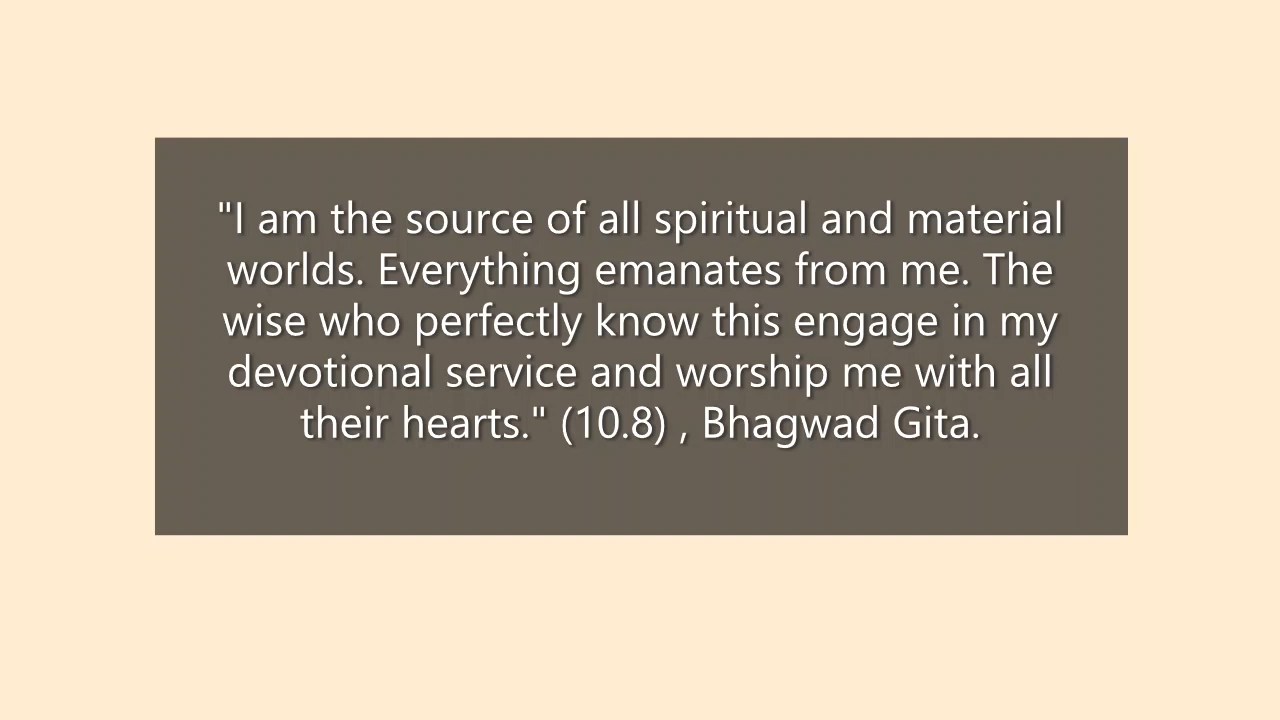 "I am the source of all spiritual and material
worlds. Everything emanates from me. The
wise who perfectly know this engage in my
devotional service and worship me with all
their hearts." (10.8) , Bhagwad Gita.